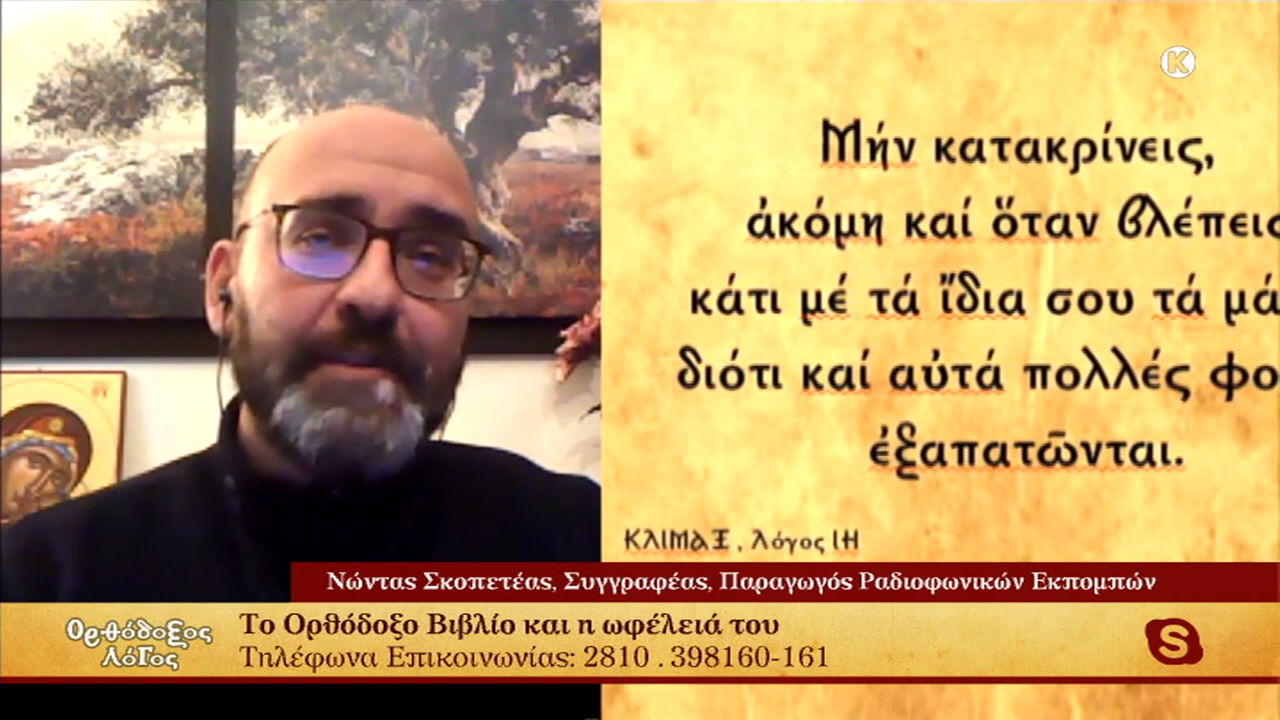 K
Μήν κατακρίνεις,
ἀκόμη καί ὅταν βλέπεις
κάτι μέ τά ἴδια σου τά
διότι καί αὐτά πολλές
ἐξαπατῶνται.
ΚΛΙΜΑΞ , Λόγος ΙΗ
Νώντας Σκοπετέας, Συγγραφέας, Παραγωγός Ραδιοφωνικών Εκπομπών
Ορθόδοξος
Λόγος
Το Ορθόδοξο Βιβλίο και η ωφέλειά του
Τηλέφωνα Επικοινωνίας: 2810 . 398160-161
S